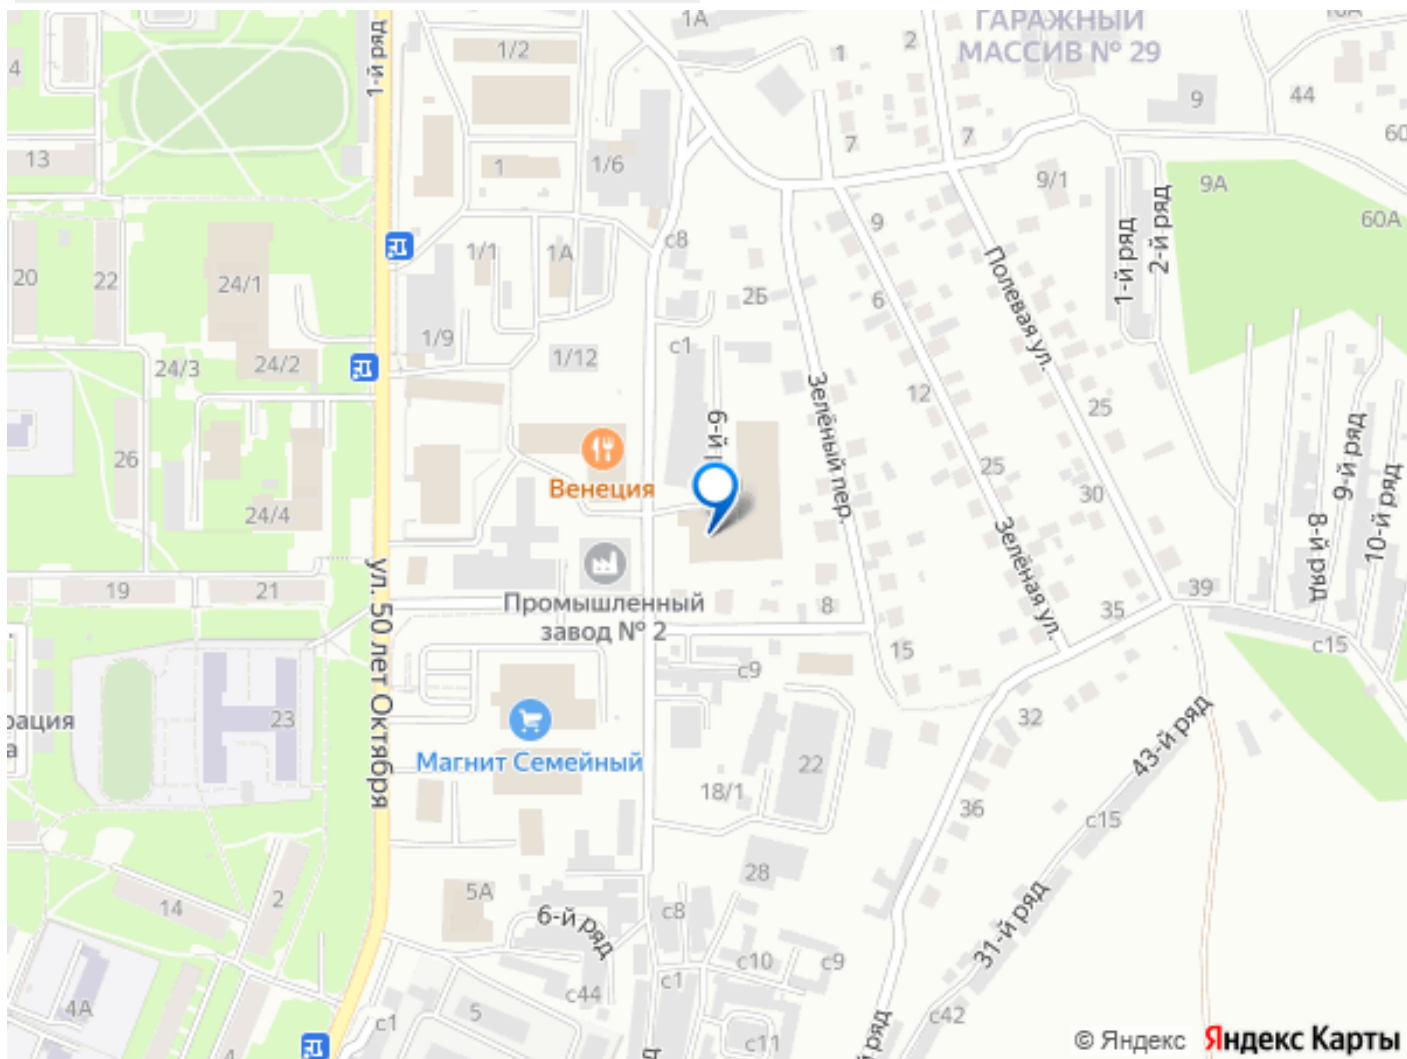 1А
ГАРАЖНЫЙ
МАССИВ № 29
10А
1-й ряд
1/2
1
2
4
9
44
60
13
1
1/6
7
7
9/1
9А
60А
1-й ряд
2-й ряд
с8
9
20
22
24/1
1/1
1А
2Б
6
Полевая ул.
1/9
с1
24/3
24/2
1/12
12
25
Зелёный пер.
6-й
26
Венеция
25
30
9-й ряд
10-й ряд
8-й ряд
24/4
Зелёная ул.
19
21
ул. 50 лет Октября
Промышленный
завод № 2
8
35
39
15
с15
с9
23
рация
а
32
43-й ряд
Магнит Семейный
18/1
22
36
с15
28
14
2
5А
6-й ряд
с8
31-й ряд
с10
с9
с1
с44
4А
5
с1
с11
й ряд
с42
4
© Яндекс Яндекс Карты